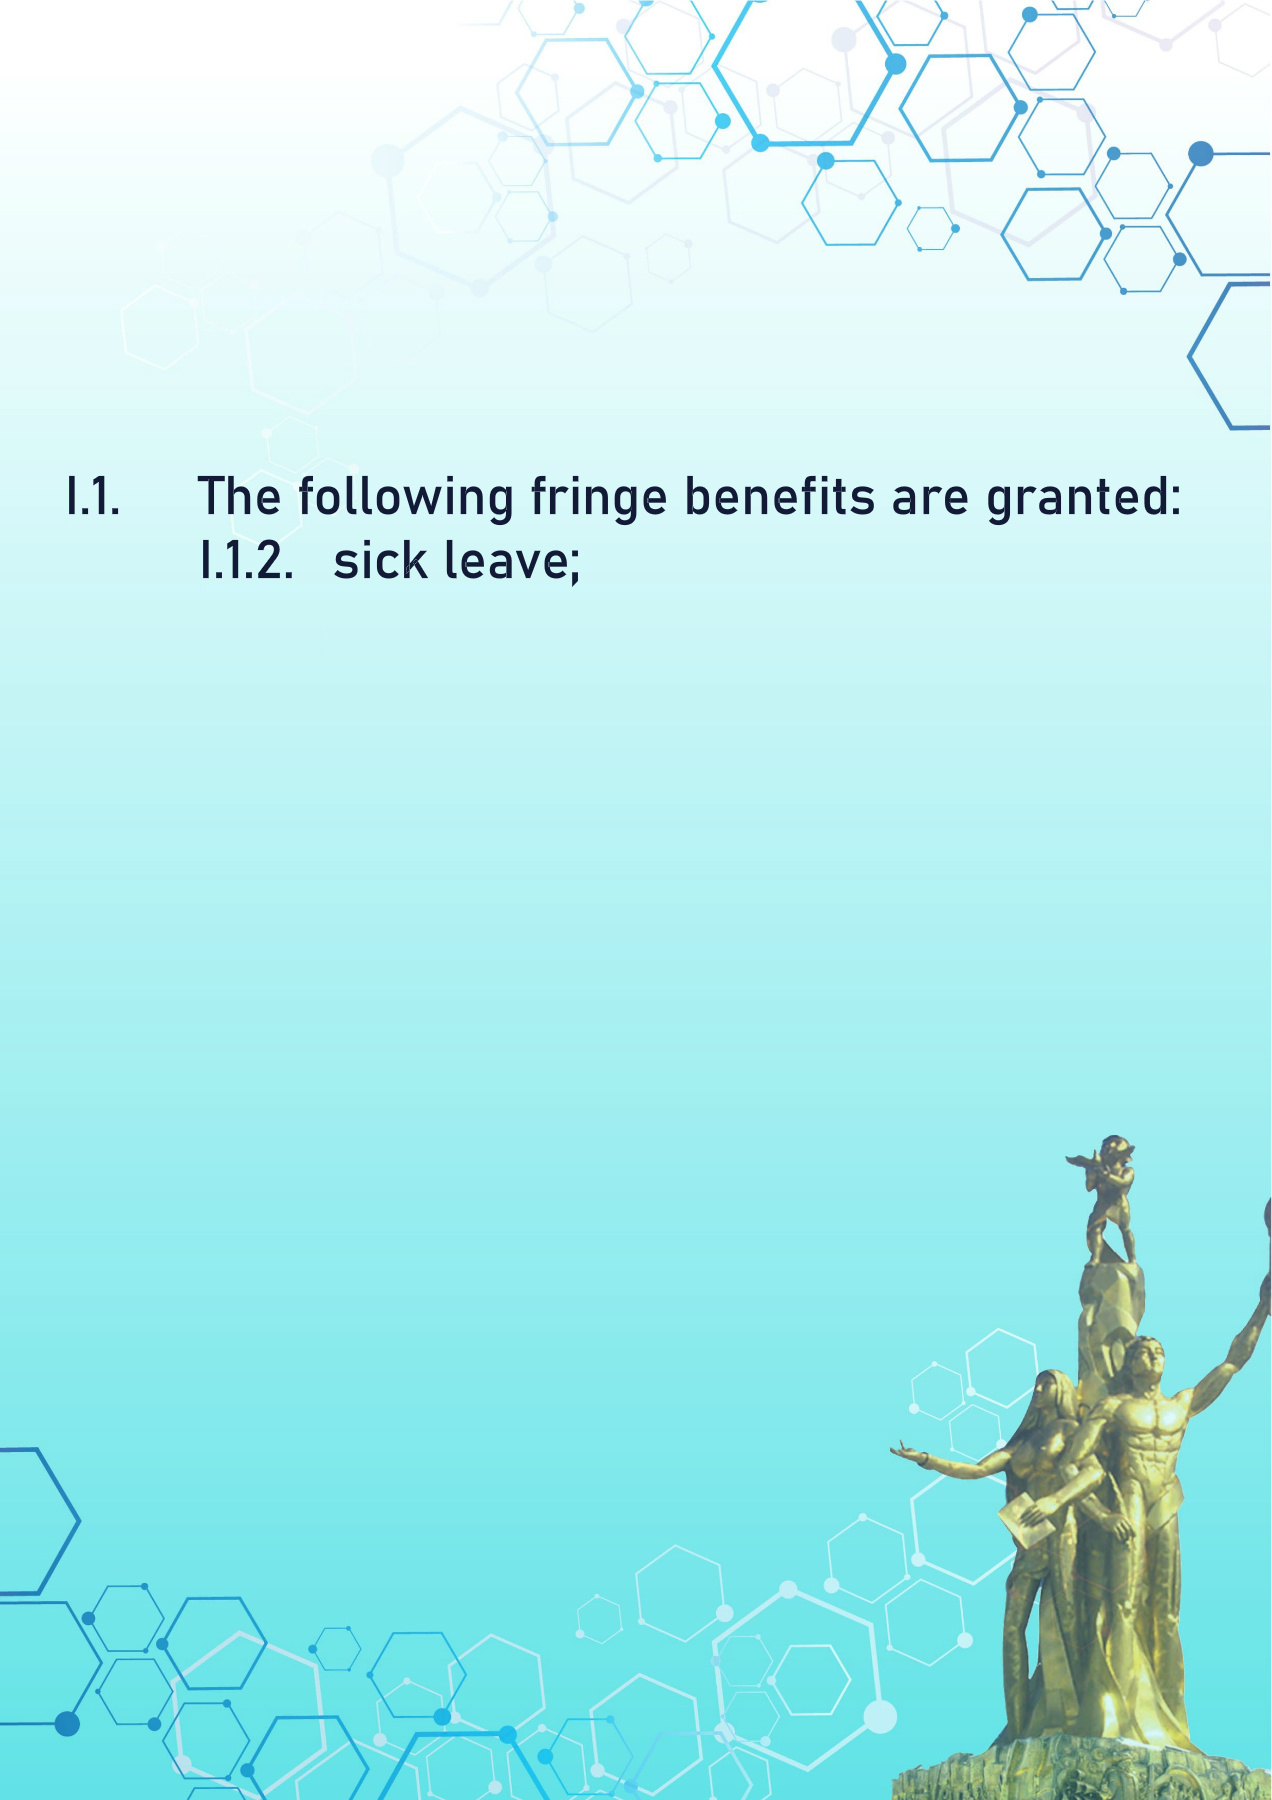 I.1. The following fringe benefits are granted:
I.1.2. sick leave;